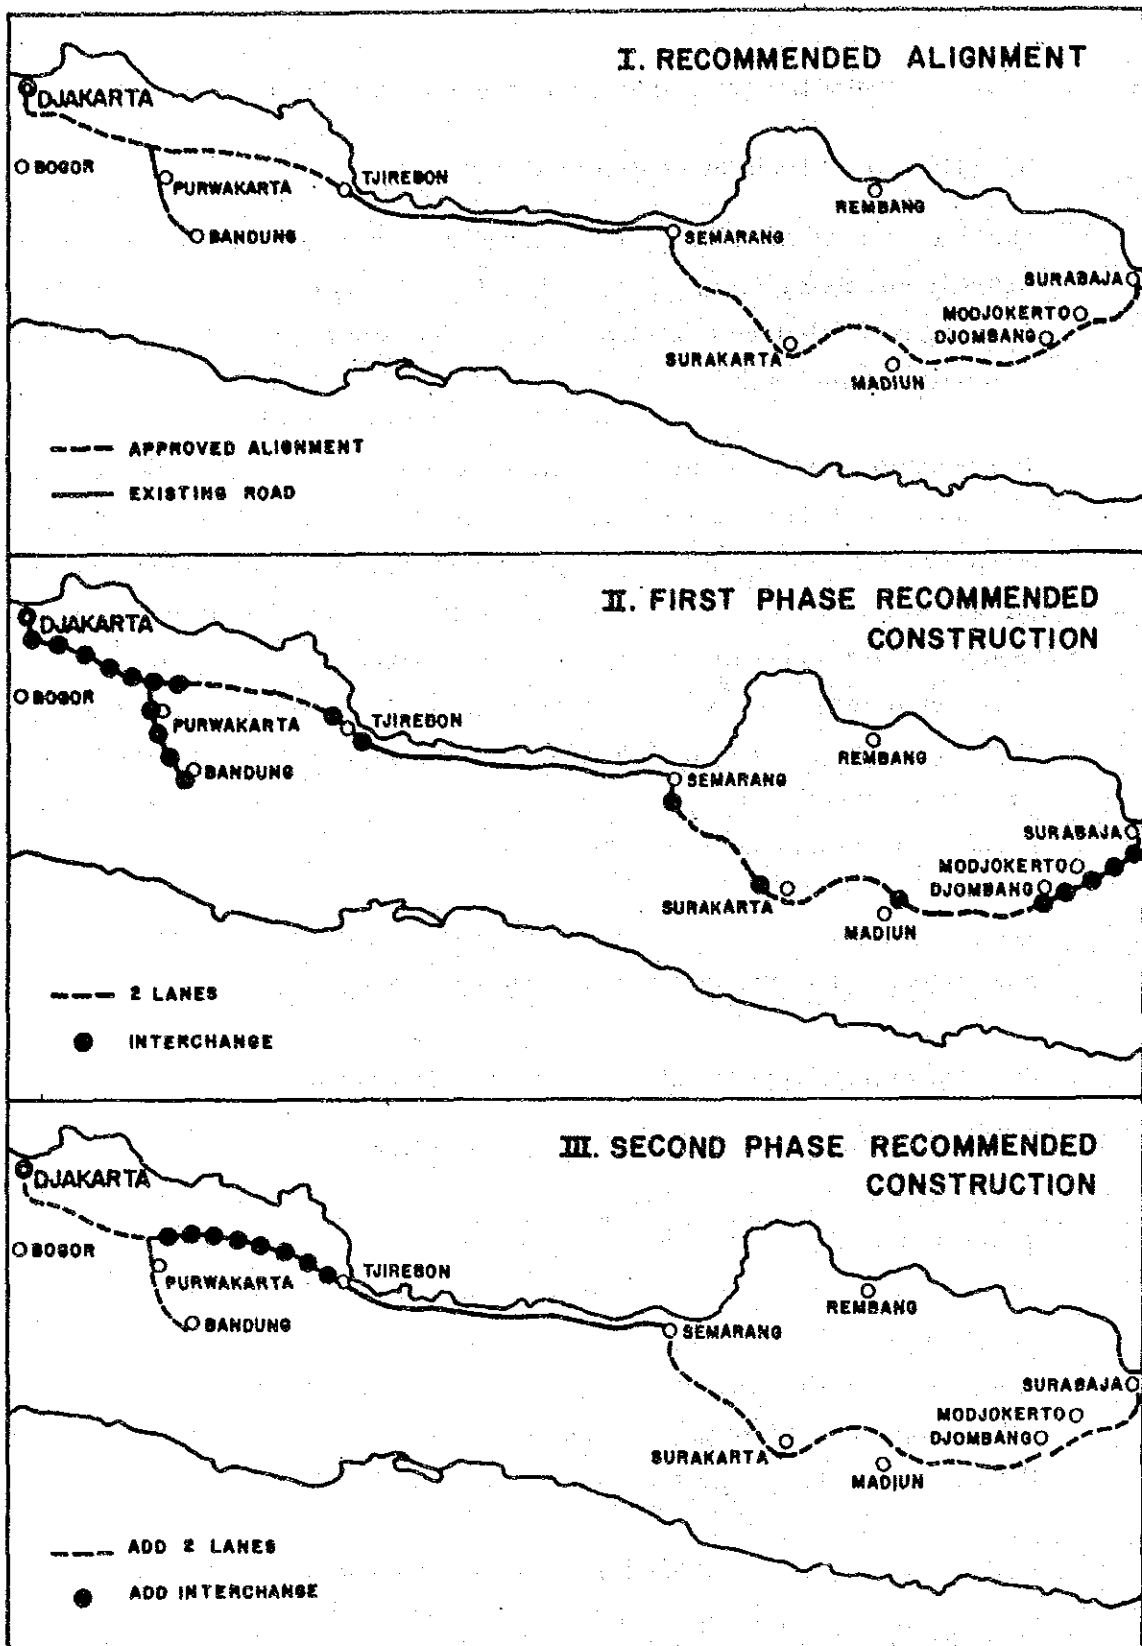 I. RECOMMENDED ALIGNMENT
DJAKARTA
BOGOR
PURWAKARTA
TJIREBON
BANDUNG
SEMARANG
REMBANG
SURABAJA
MODJOKERTO
DJOMBANG
SURAKARTA
MADIUN
APPROVED ALIGNMENT
EXISTING ROAD
II. FIRST PHASE RECOMMENDED
CONSTRUCTION
DJAKARTA
BOGOR
PURWAKARTA
TJIREBON
BANDUNG
SEMARANG
REMBANG
SURABAJA
MODJOKERTO
DJOMBANG
SURAKARTA
MADIUN
2 LANES
INTERCHANGE
III. SECOND PHASE RECOMMENDED
CONSTRUCTION
DJAKARTA
BOGOR
PURWAKARTA
TJIREBON
BANDUNG
SEMARANG
REMBANG
SURABAJA
MODJOKERTO
DJOMBANG
SURAKARTA
MADIUN
ADD 2 LANES
ADD INTERCHANGE